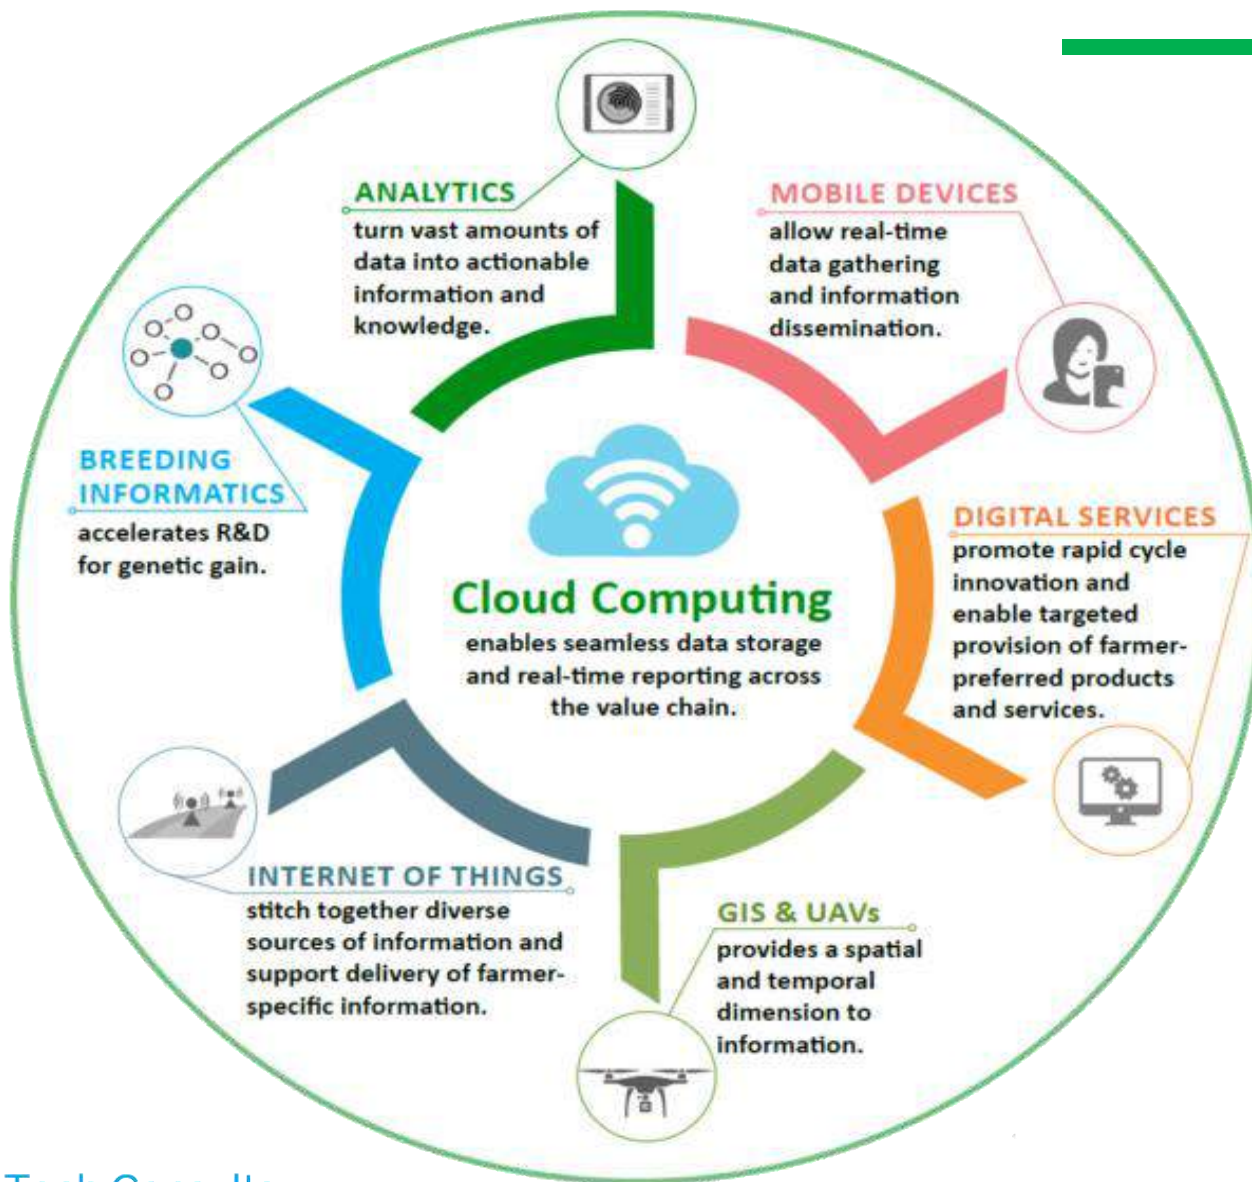 ANALYTICS
turn vast amounts of
data into actionable
information and
knowledge.
MOBILE DEVICES
allow real-time
data gathering
and information
dissemination.
BREEDING
INFORMATICS
accelerates R&D
for genetic gain.
Cloud Computing
enables seamless data storage
and real-time reporting across
the value chain.
DIGITAL SERVICES
promote rapid cycle
innovation and
enable targeted
provision of farmer-
preferred products
and services.
INTERNET OF THINGS
stitch together diverse
sources of information and
support delivery of farmer-
specific information.
GIS & UAVs
provides a spatial
and temporal
dimension to
information.